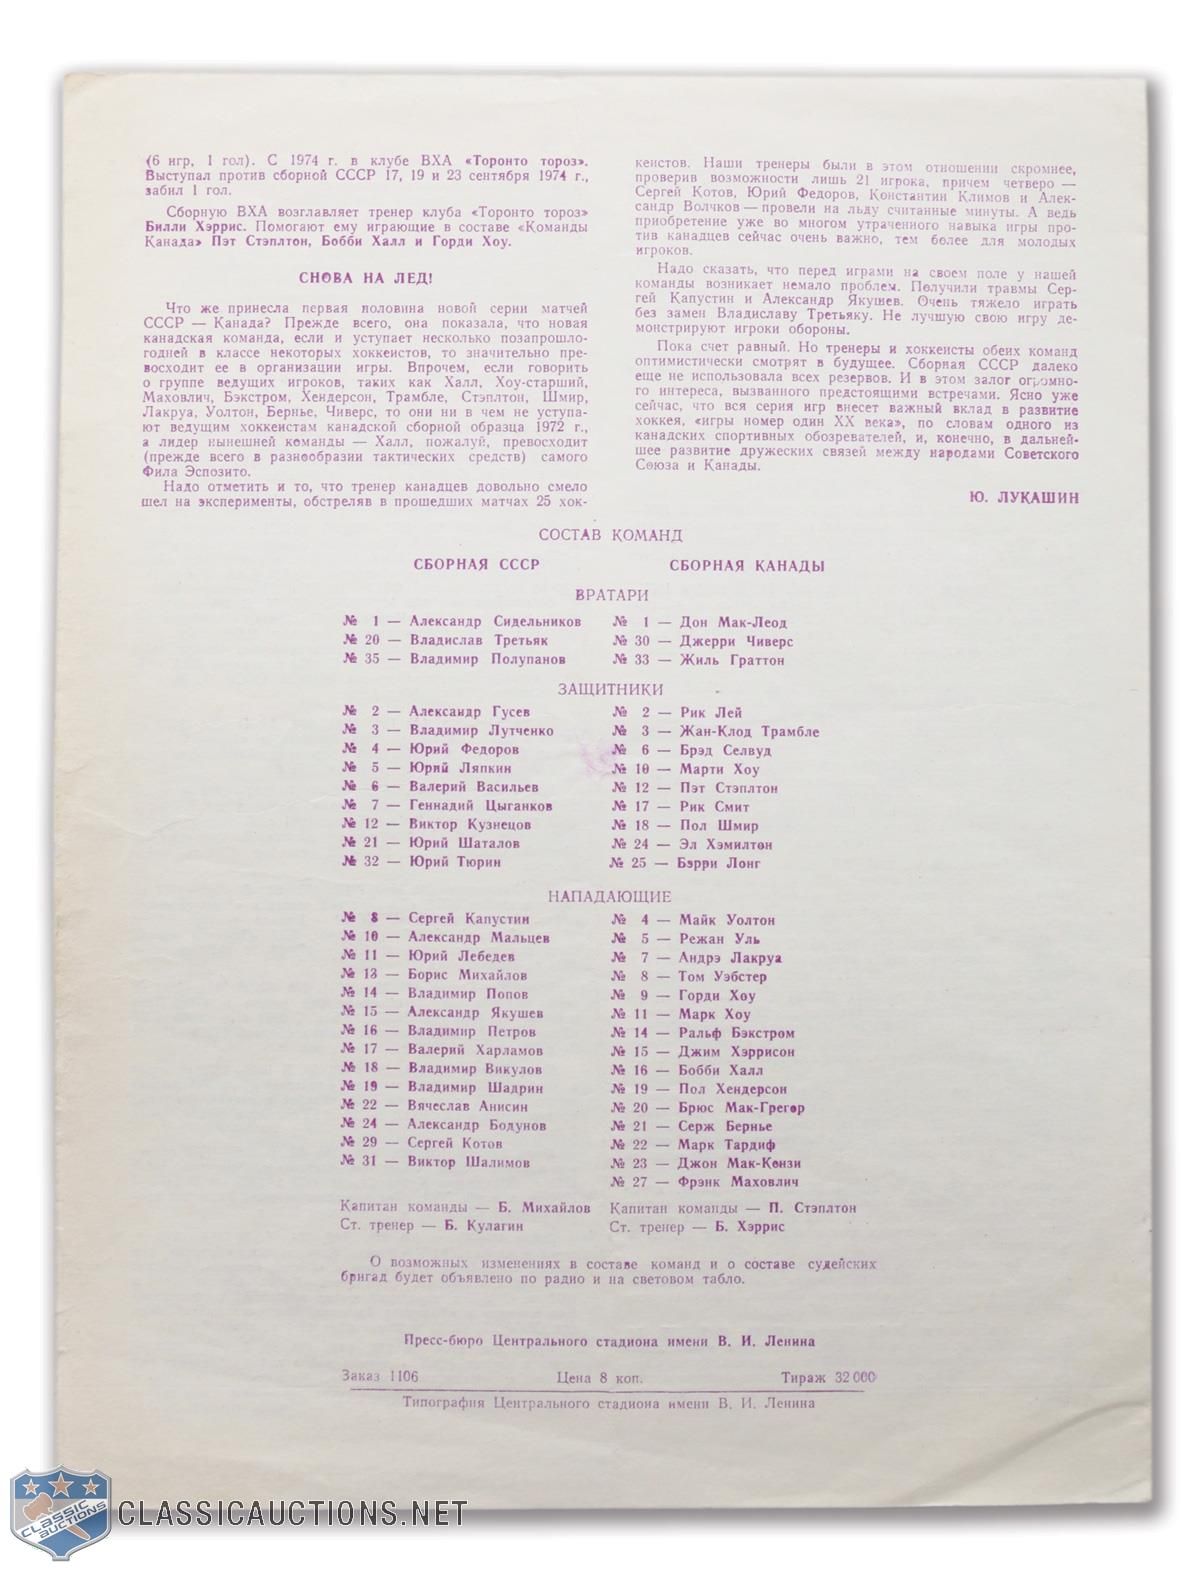 (6 игр, 1 гол). С 1974 г. в клубе ВХА «Торонто тороз».
Выступал против сборной СССР 17, 19 и 23 сентября 1974 г.,
забил 1 гол.
Сборную ВХА возглавляет тренер клуба «Торонто тороз»
Билли Хэррис. Помогают ему играющие в составе «Команды
Канада» Пэт Стэплтон, Бобби Халл и Горди Хоу.
СНОВА НА ЛЕД!
Что же принесла первая половина новой серии матчей
СССР — Канада? Прежде всего, она показала, что новая
канадская команда, если и уступает несколько позапрошло-
годней в классе некоторых хоккеистов, то значительно пре-
восходит ее в организации игры. Впрочем, если говорить
о группе ведущих игроков, таких как Халл, Хоу-старший,
Маховлич, Бэкстром, Хендерсон, Трамбле, Стэплтон, Шмир,
Лакруа, Уолтон, Бернье, Чиверс, то они ни в чем не уступа-
ют ведущим хоккеистам канадской сборной образца 1972 г.,
а лидер нынешней команды — Халл, пожалуй, превосходит
(прежде всего в разнообразии тактических средств) самого
Фила Эспозито.
Надо отметить и то, что тренер канадцев довольно смело
шел на эксперименты, обстреляв в прошедших матчах 25 хок-
кеистов. Наши тренеры были в этом отношении скромнее,
проверив возможности лишь 21 игрока, причем четверо —
Сергей Котов, Юрий Федоров, Константин Климов и Алек-
сандр Волчков — провели на льду считанные минуты. А ведь
приобретение уже во многом утраченного навыка игры про-
тив канадцев сейчас очень важно, тем более для молодых
игроков.
Надо сказать, что перед играми на своем поле у нашей
команды возникает немало проблем. Получили травмы Сер-
гей Капустин и Александр Якушев. Очень тяжело играть
без замен Владиславу Третьяку. Не лучшую свою игру де-
монстрируют игроки обороны.
Пока счет равный. Но тренеры и хоккеисты обеих команд
оптимистически смотрят в будущее. Сборная СССР далеко
еще не использовала всех резервов. И в этом залог огромно-
го интереса, вызванного предстоящими встречами. Ясно уже
сейчас, что вся серия игр внесет важный вклад в развитие
хоккея, «игры номер один XX века», по словам одного из
канадских спортивных обозревателей, и, конечно, в дальней-
шее развитие дружеских связей между народами Советского
Союза и Канады.
Ю. ЛУКАШИН
СОСТАВ КОМАНД
СБОРНАЯ СССР СБОРНАЯ КАНАДЫ
ВРАТАРИ
№ 1 — Александр Сидельников № 1 — Дон Мак-Леод
№ 20 — Владислав Третьяк № 30 — Джерри Чиверс
№ 35 — Владимир Полупанов № 33 — Жиль Граттон
ЗАЩИТНИКИ
№ 2 — Александр Гусев № 2 — Рик Лей
№ 3 — Владимир Лутченко № 3 — Жан-Клод Трамбле
№ 4 — Юрий Федоров № 6 — Брэд Селвуд
№ 5 — Юрий Ляпкин № 10 — Марти Хоу
№ 6 — Валерий Васильев № 12 — Пэт Стэплтон
№ 7 — Геннадий Цыганков № 17 — Рик Смит
№ 12 — Виктор Кузнецов № 18 — Пол Шмир
№ 21 — Юрий Шаталов № 24 — Эл Хэмилтон
№ 32 — Юрий Тюрин № 25 — Бэрри Лонг
НАПАДАЮЩИЕ
№ 8 — Сергей Капустин № 4 — Майк Уолтон
№ 10 — Александр Мальцев № 5 — Режан Уль
№ 11 — Юрий Лебедев № 7 — Андрэ Лакруа
№ 13 — Борис Михайлов № 8 — Том Уэбстер
№ 14 — Владимир Попов № 9 — Горди Хоу
№ 15 — Александр Якушев № 11 — Марк Хоу
№ 16 — Владимир Петров № 14 — Ральф Бэкстром
№ 17 — Валерий Харламов № 15 — Джим Хэррисон
№ 18 — Владимир Викулов № 16 — Бобби Халл
№ 19 — Владимир Шадрин № 19 — Пол Хендерсон
№ 22 — Вячеслав Анисин № 20 — Брюс Мак-Грегор
№ 24 — Александр Бодунов № 21 — Серж Бернье
№ 29 — Сергей Котов № 22 — Марк Тардиф
№ 31 — Виктор Шалимов № 23 — Джон Мак-Кензи
№ 27 — Фрэнк Маховлич
Капитан команды — Б. Михайлов Капитан команды — П. Стэплтон
Ст. тренер — Б. Кулагин Ст. тренер — Б. Хэррис
О возможных изменениях в составе команд и о составе судейских
бригад будет объявлено по радио и на световом табло.
Пресс-бюро Центрального стадиона имени В. И. Ленина
Заказ 1106 Цена 8 коп. Тираж 32 000
Типография Центрального стадиона имени В. И. Ленина
CLASSIC
AUCTIONS
CLASSICAUCTIONS.NET